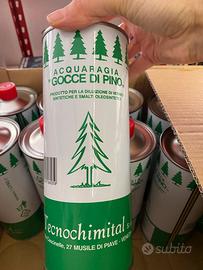 ACQUARAGIA
"GOCCE DI PINO"
PRODOTTO PER LA DILUIZIONE DI VERNICI
SINTETICHE E SMALTI OLEOSINTETICI
Tecnochimital s.
27 MUSILE DI PIAVE - VENE
subito